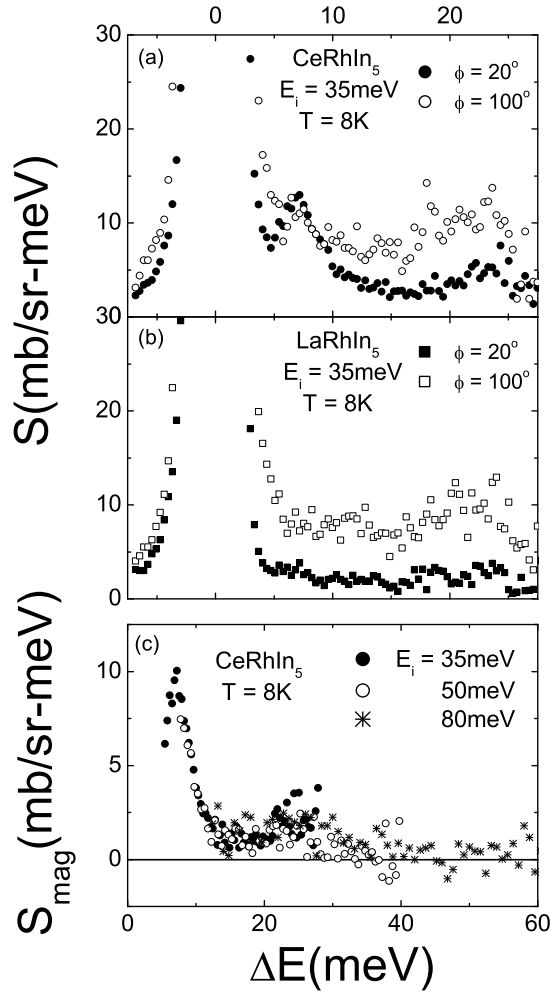 0 10 20
(a) CeRhIn₅
Eᵢ = 35meV
T = 8K
ϕ = 20°
ϕ = 100°
30
20
10
30
S(mb/sr-meV)
(b) LaRhIn₅
Eᵢ = 35meV
T = 8K
ϕ = 20°
ϕ = 100°
20
10
0
(c) CeRhIn₅
T = 8K
Eᵢ = 35meV
50meV
80meV
10
5
0
S_mag(mb/sr-meV)
0 20 40 60
ΔE(meV)